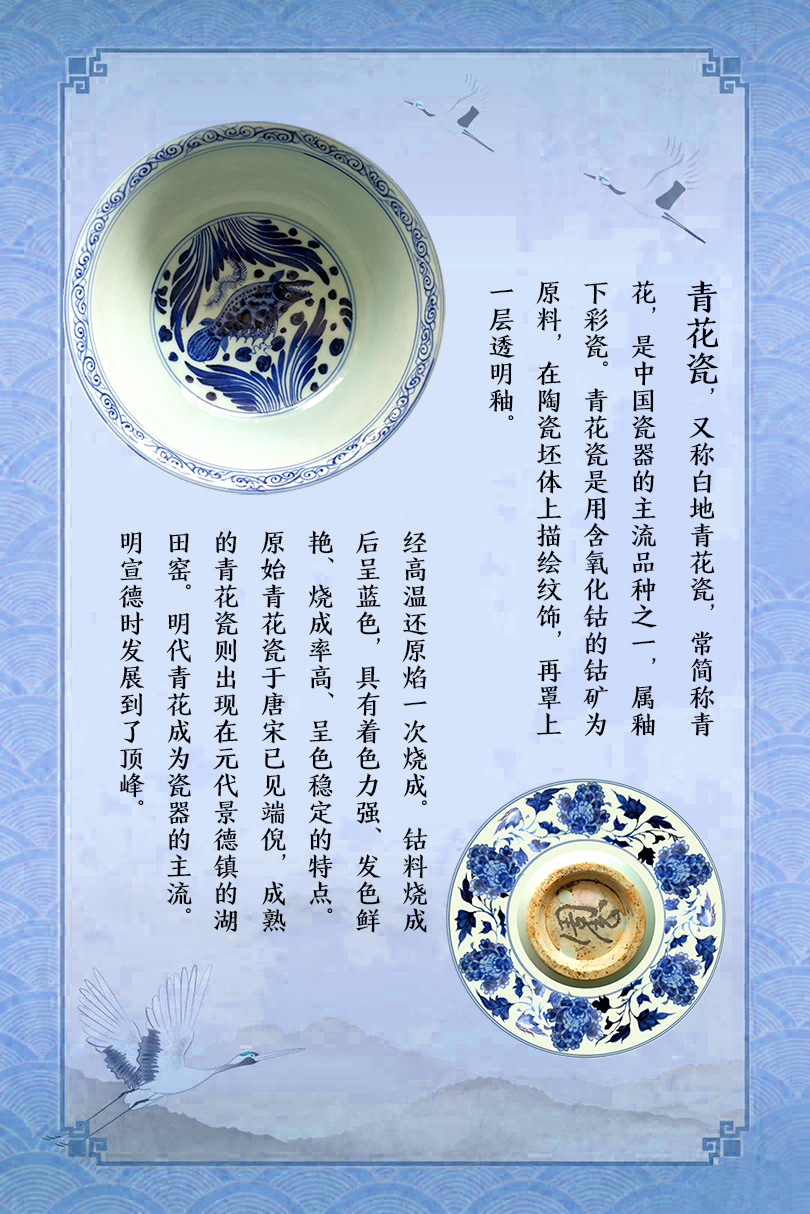 青花瓷，又称白地青花瓷，常简称青
花，是中国瓷器的主流品种之一，属釉
下彩瓷。青花瓷是用含氧化钴的钴矿为
原料，在陶瓷坯体上描绘纹饰，再罩上
一层透明釉。
经高温还原焰一次烧成。钴料烧成
后呈蓝色，具有着色力强、发色鲜
艳、烧成率高、呈色稳定的特点。
原始青花瓷于唐宋已见端倪，成熟
的青花瓷则出现在元代景德镇的湖
田窑。明代青花成为瓷器的主流。
明宣德时发展到了顶峰。